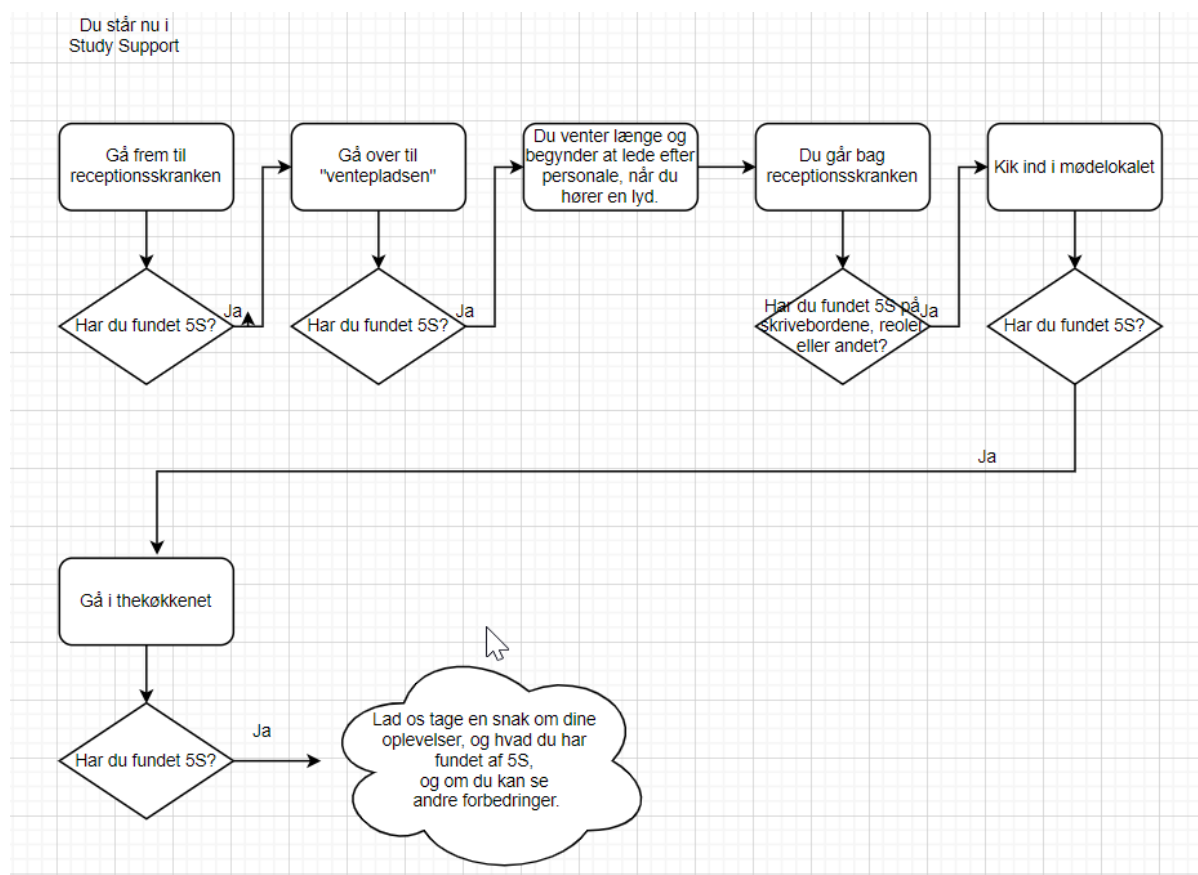 Du står nu i
Study Support
Gå frem til
receptionsskranken
Gå over til
"ventepladsen"
Du venter længe og
begynder at lede efter
personale, når du
hører en lyd.
Du går bag
receptionsskranken
Kik ind i mødelokalet
Har du fundet 5S?
Ja
Har du fundet 5S?
Ja
Har du fundet 5S på
skrivebordene, reoler
eller andet?
Ja
Har du fundet 5S?
Ja
Gå i thekøkkenet
Har du fundet 5S?
Ja
Lad os tage en snak om dine
oplevelser, og hvad du har
fundet af 5S,
og om du kan se
andre forbedringer.